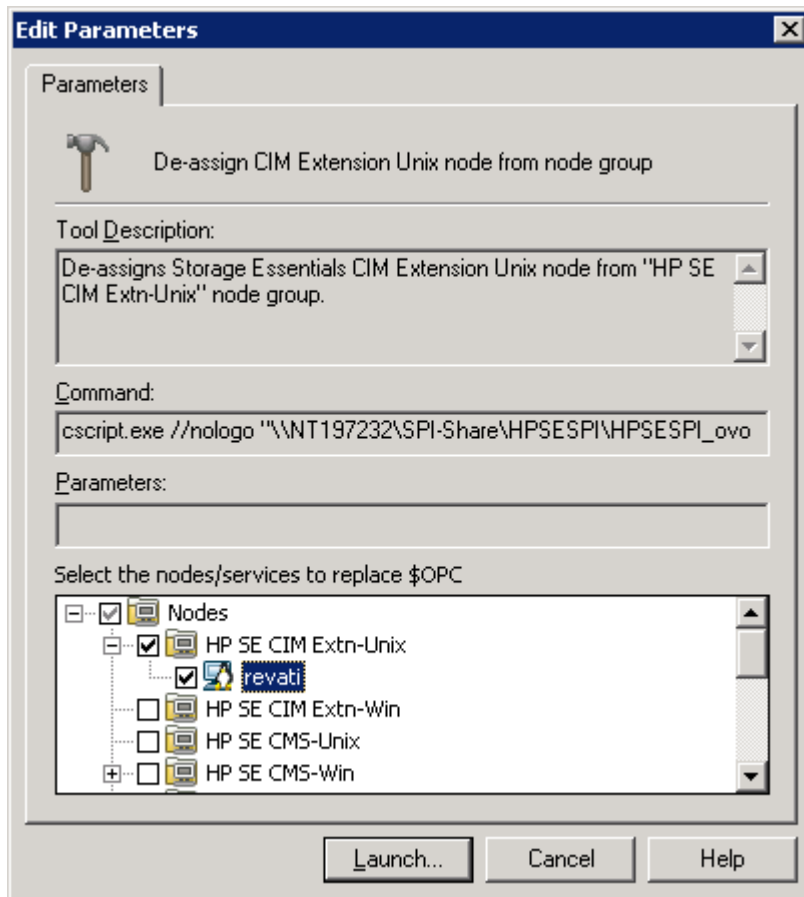 Edit Parameters
Parameters
De-assign CIM Extension Unix node from node group
Tool Description:
De-assigns Storage Essentials CIM Extension Unix node from "HP SE
CIM Extn-Unix" node group.
Command:
cscript.exe //nologo "\\NT197232\SPI-Share\HPSESPI\HPSESPI_ovo
Parameters:
Select the nodes/services to replace $OPC
Nodes
HP SE CIM Extn-Unix
revati
HP SE CIM Extn-Win
HP SE CMS-Unix
HP SE CMS-Win
Launch... Cancel Help